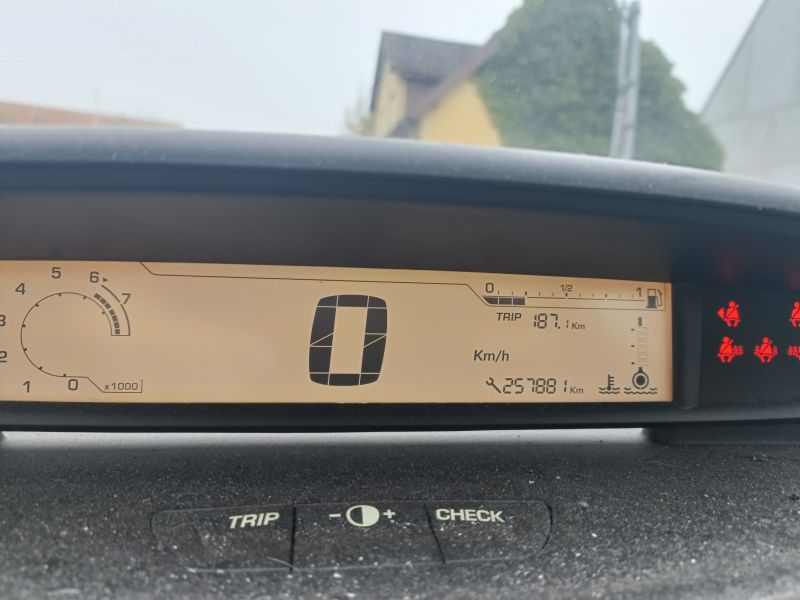 5 6 7
4
3
2
1 0 x1000
0
Km/h
0 1/2 1
TRIP 187.1 Km
257881 Km
TRIP - + CHECK